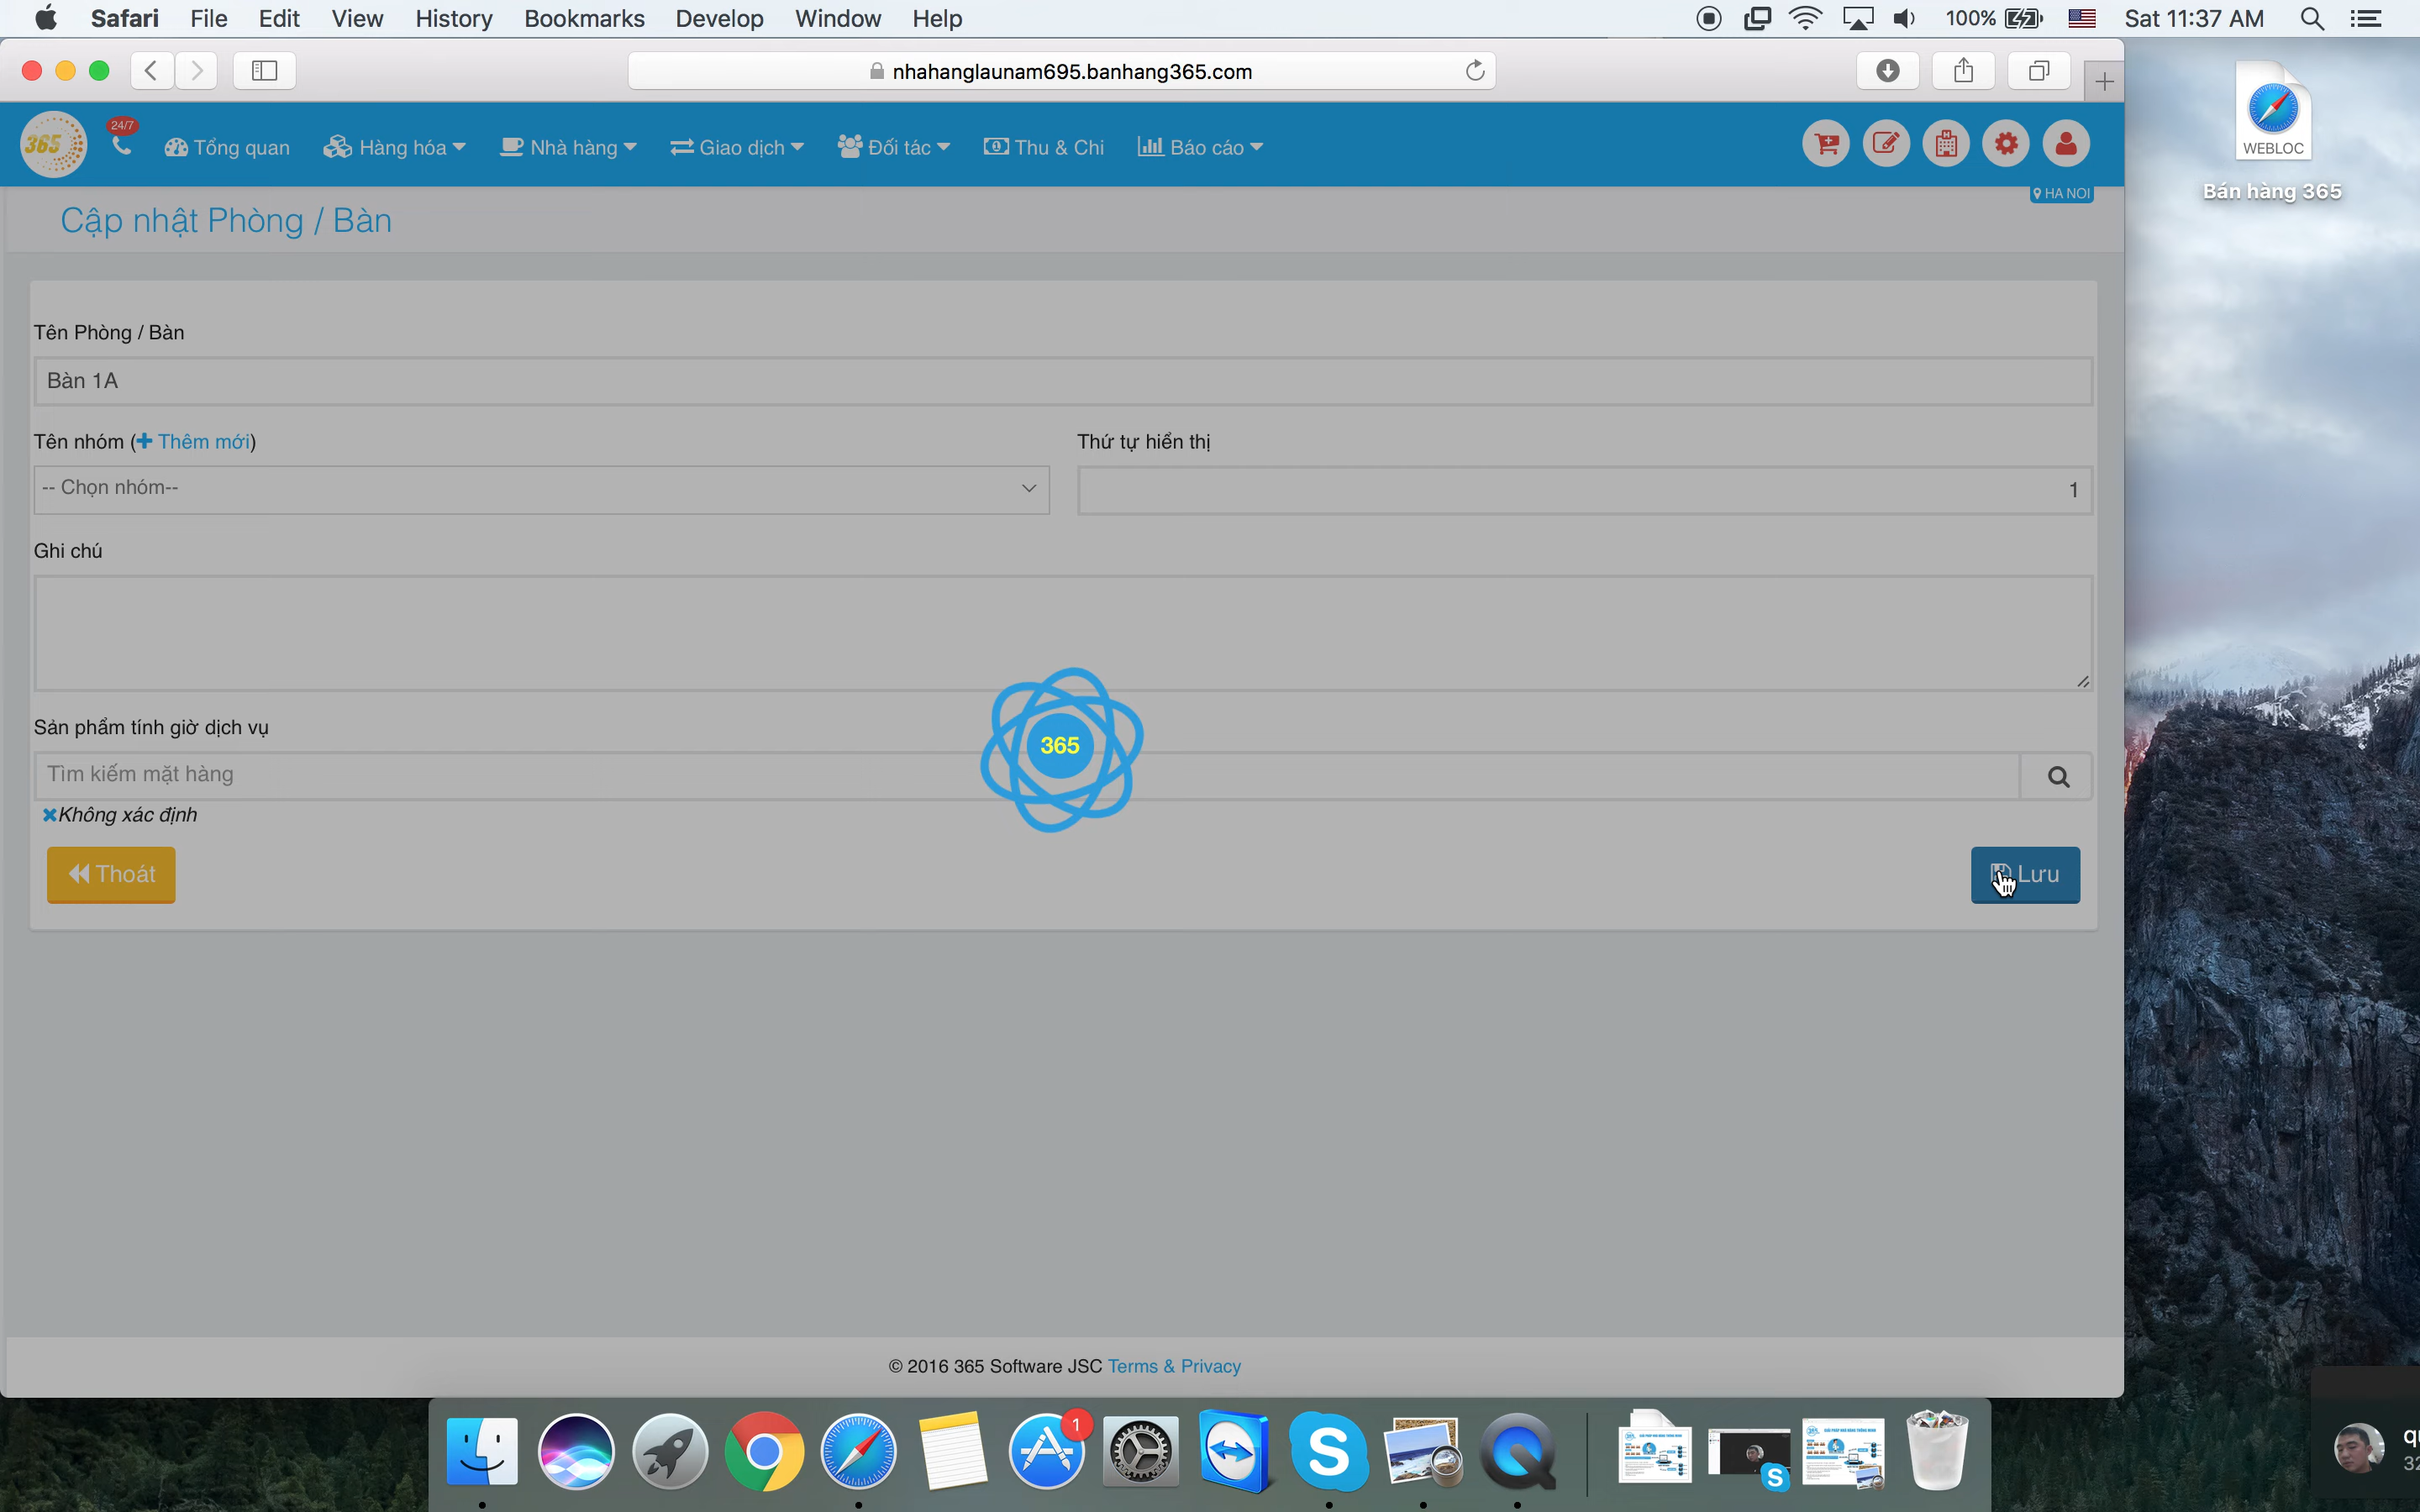 Safari File Edit View History Bookmarks Develop Window Help 100% Sat 11:37 AM
nhahanglaunam695.banhang365.com
WEBLOC
Bán hàng 365
365 24/7 Tổng quan Hàng hóa Nhà hàng Giao dịch Đối tác Thu & Chi Báo cáo
HA NOI
Cập nhật Phòng / Bàn
Tên Phòng / Bàn
Bàn 1A
Tên nhóm (+ Thêm mới) Thứ tự hiển thị
-- Chọn nhóm-- 1
Ghi chú
365
Sản phẩm tính giờ dịch vụ
Tìm kiếm mặt hàng
Không xác định
Thoát Lưu
© 2016 365 Software JSC Terms & Privacy
1
S
S